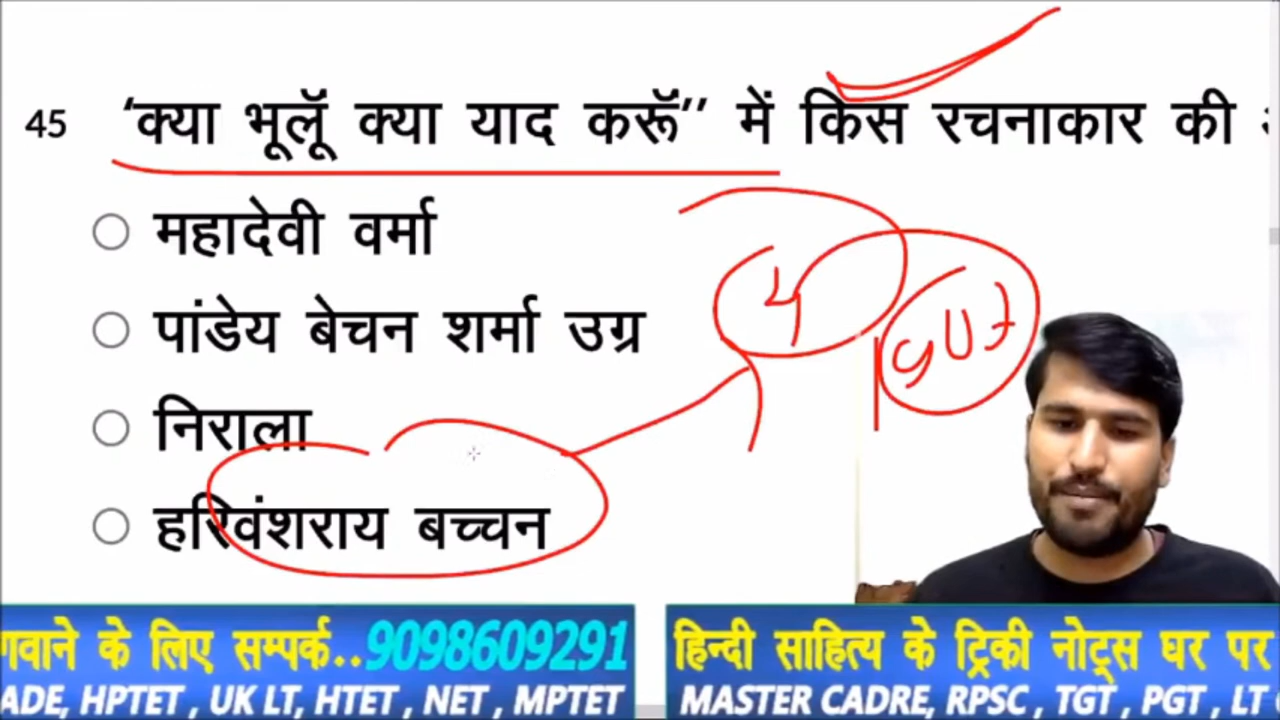 45 ‘क्या भूलूॅ क्या याद करूॅ’’ में किस रचनाकार की
महादेवी वर्मा
पांडेय बेचन शर्मा उग्र
निराला
हरिवंशराय बच्चन
4
गवाने के लिए सम्पर्क..9098609291
हिन्दी साहित्य के ट्रिकी नोट्स घर पर
ADE, HPTET , UK LT, HTET , NET , MPTET
MASTER CADRE, RPSC , TGT , PGT , LT